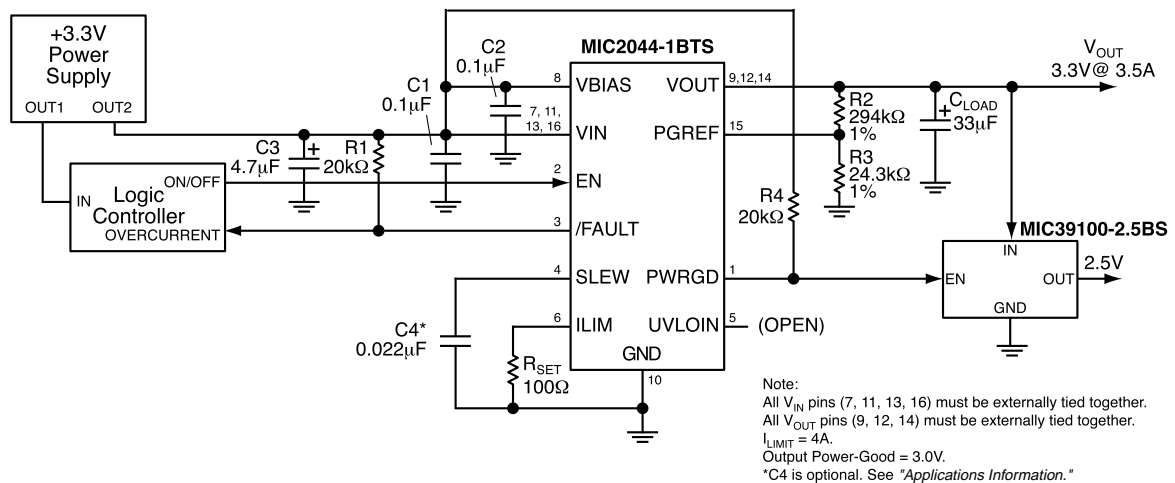 +3.3V
Power
Supply
OUT1 OUT2
C2
0.1µF
C1
0.1µF
MIC2044-1BTS
8 VBIAS
7, 11,
13, 16 VIN
2 EN
3 /FAULT
4 SLEW
6 ILIM
VOUT 9,12,14
PGREF 15
PWRGD 1
UVLOIN 5 (OPEN)
GND
10
VOUT
3.3V@ 3.5A
R2
294kΩ
1%
CLOAD
33µF
+
R3
24.3kΩ
1%
R4
20kΩ
C3
4.7µF
+
R1
20kΩ
ON/OFF
IN
Logic
Controller
OVERCURRENT
C4*
0.022µF
RSET
100Ω
MIC39100-2.5BS
IN
EN
OUT
2.5V
GND
Note:
All VIN pins (7, 11, 13, 16) must be externally tied together.
All VOUT pins (9, 12, 14) must be externally tied together.
ILIMIT = 4A.
Output Power-Good = 3.0V.
*C4 is optional. See "Applications Information."